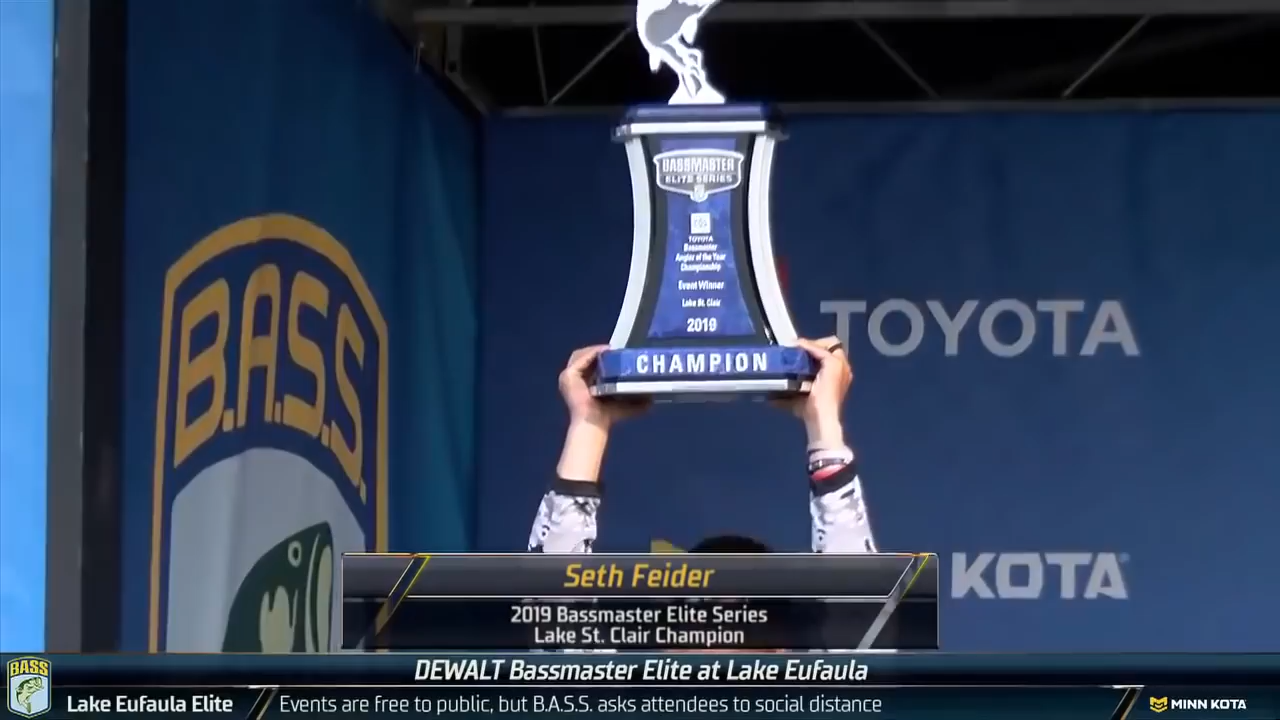 BASSMASTER
ELITE SERIES
TOYOTA
Bassmaster
Angler of the Year
Championship
Event Winner
Lake St. Clair
2019
CHAMPION
B.A.S.S.
TOYOTA
KOTA
Seth Feider
2019 Bassmaster Elite Series
Lake St. Clair Champion
DEWALT Bassmaster Elite at Lake Eufaula
BASS
Lake Eufaula Elite
Events are free to public, but B.A.S.S. asks attendees to social distance
MINN KOTA